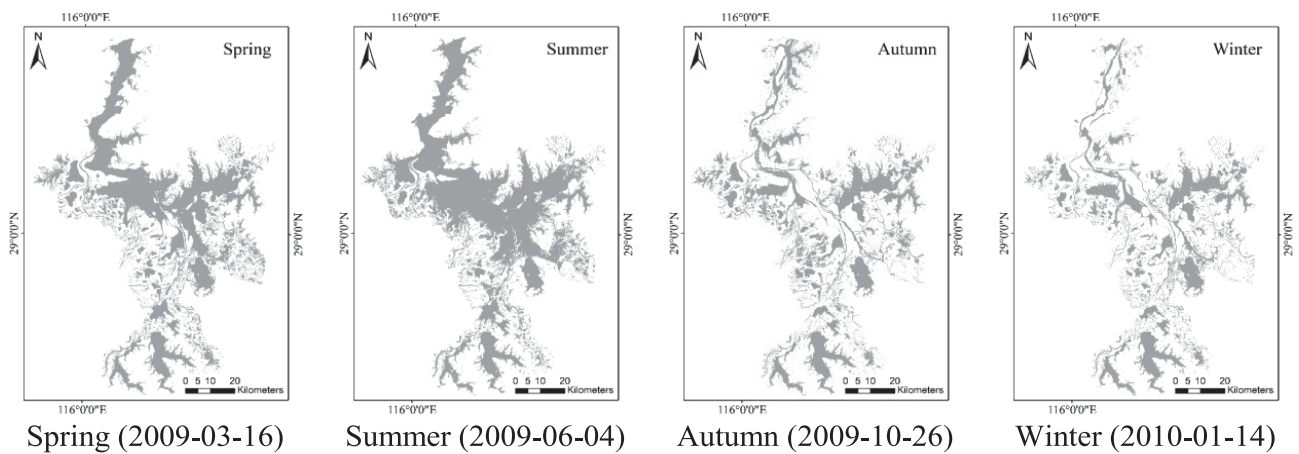 116°0'0"E
N
Spring
29°0'0"N
29°0'0"N
0 5 10 20
Kilometers
116°0'0"E
Spring (2009-03-16)
116°0'0"E
N
Summer
29°0'0"N
29°0'0"N
0 5 10 20
Kilometers
116°0'0"E
Summer (2009-06-04)
116°0'0"E
N
Autumn
29°0'0"N
29°0'0"N
0 5 10 20
Kilometers
116°0'0"E
Autumn (2009-10-26)
116°0'0"E
N
Winter
29°0'0"N
29°0'0"N
0 5 10 20
Kilometers
116°0'0"E
Winter (2010-01-14)